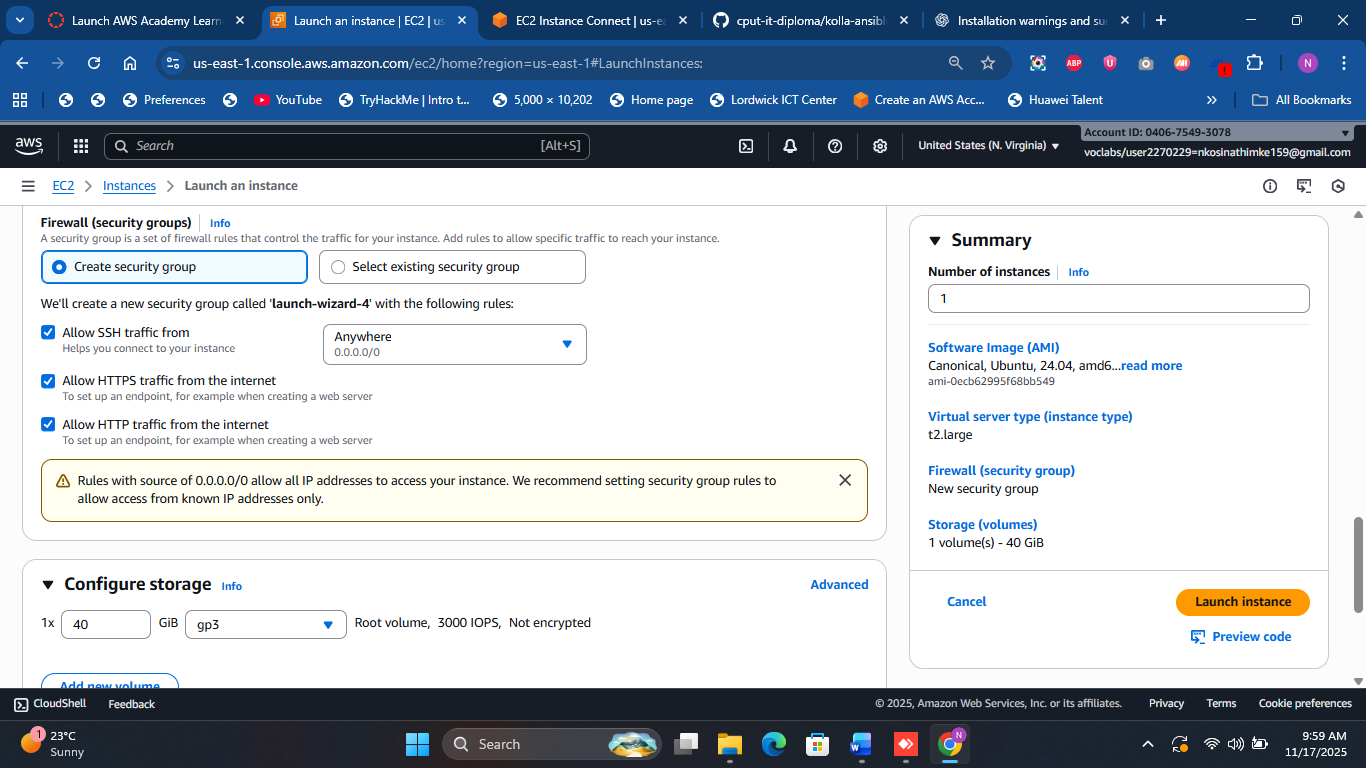 Launch AWS Academy Learn
Launch an instance | EC2 | us
EC2 Instance Connect | us-ea
cput-it-diploma/kolla-ansibl
Installation warnings and su
us-east-1.console.aws.amazon.com/ec2/home?region=us-east-1#LaunchInstances:
ABP
N
Preferences
YouTube
TryHackMe | Intro t...
5,000 × 10,202
Home page
Lordwick ICT Center
Create an AWS Acc...
Huawei Talent
All Bookmarks
aws
Search
[Alt+S]
United States (N. Virginia)
Account ID: 0406-7549-3078
voclabs/user2270229=nkosinathimke159@gmail.com
EC2
Instances
Launch an instance
Firewall (security groups)
Info
A security group is a set of firewall rules that control the traffic for your instance. Add rules to allow specific traffic to reach your instance.
Create security group
Select existing security group
We'll create a new security group called 'launch-wizard-4' with the following rules:
Allow SSH traffic from
Helps you connect to your instance
Anywhere
0.0.0.0/0
Allow HTTPS traffic from the internet
To set up an endpoint, for example when creating a web server
Allow HTTP traffic from the internet
To set up an endpoint, for example when creating a web server
Rules with source of 0.0.0.0/0 allow all IP addresses to access your instance. We recommend setting security group rules to
allow access from known IP addresses only.
Configure storage
Info
Advanced
1x
40
GiB
gp3
Root volume, 3000 IOPS, Not encrypted
Add new volume
Summary
Number of instances
Info
1
Software Image (AMI)
Canonical, Ubuntu, 24.04, amd6...read more
ami-0ecb62995f68bb549
Virtual server type (instance type)
t2.large
Firewall (security group)
New security group
Storage (volumes)
1 volume(s) - 40 GiB
Cancel
Launch instance
Preview code
CloudShell
Feedback
© 2025, Amazon Web Services, Inc. or its affiliates.
Privacy
Terms
Cookie preferences
1
23°C
Sunny
Search
N
9:59 AM
11/17/2025